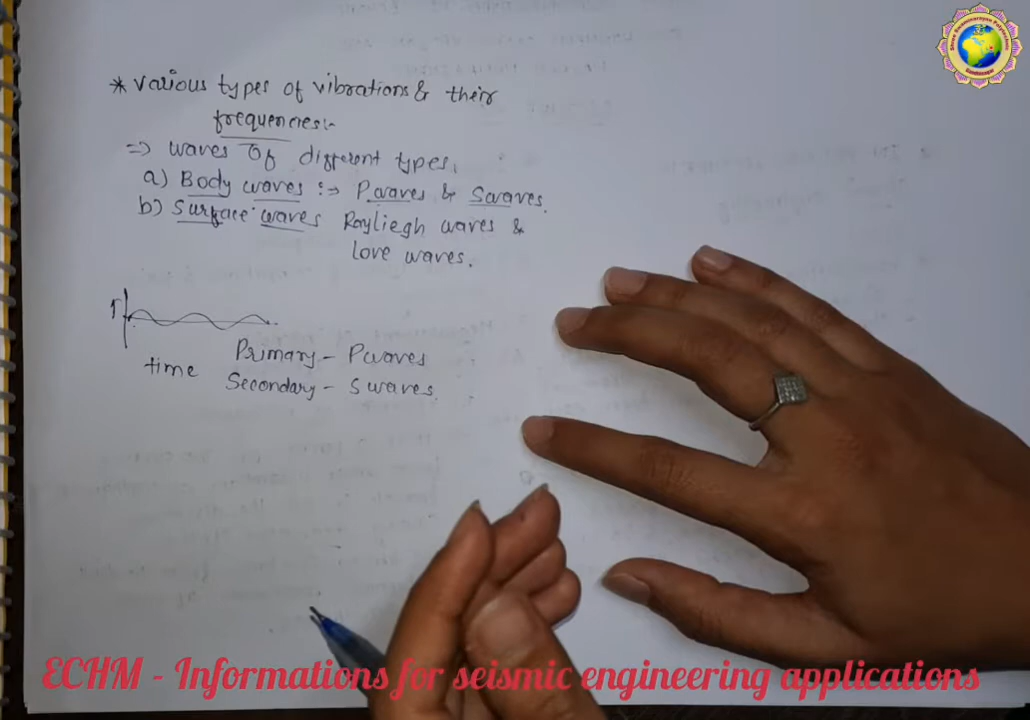 * various types of vibrations & their
frequencies:-
=> waves of different types.
a) Body waves :=> P waves & S waves.
b) Surface waves Rayliegh waves &
Love waves.
time
Primary - P waves
Secondary - S waves
ECHM - Informations for seismic engineering applications